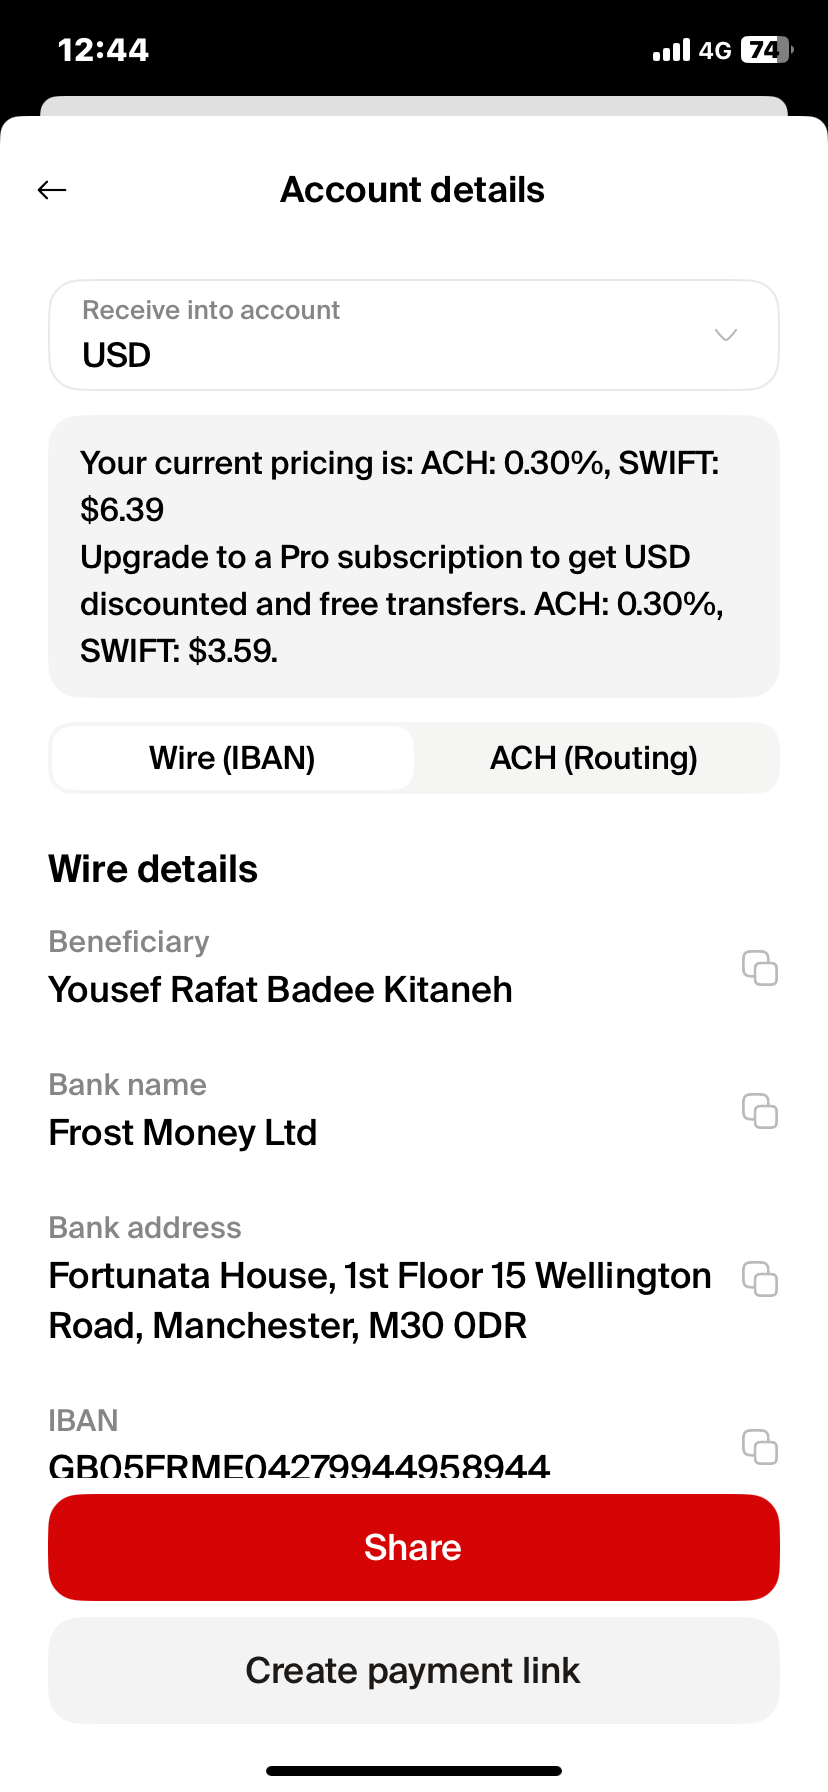 12:44
4G
74
Account details
Receive into account
USD
Your current pricing is: ACH: 0.30%, SWIFT:
$6.39
Upgrade to a Pro subscription to get USD
discounted and free transfers. ACH: 0.30%,
SWIFT: $3.59.
Wire (IBAN)
ACH (Routing)
Wire details
Beneficiary
Yousef Rafat Badee Kitaneh
Bank name
Frost Money Ltd
Bank address
Fortunata House, 1st Floor 15 Wellington
Road, Manchester, M30 0DR
IBAN
GB05FRME04279944958944
Share
Create payment link